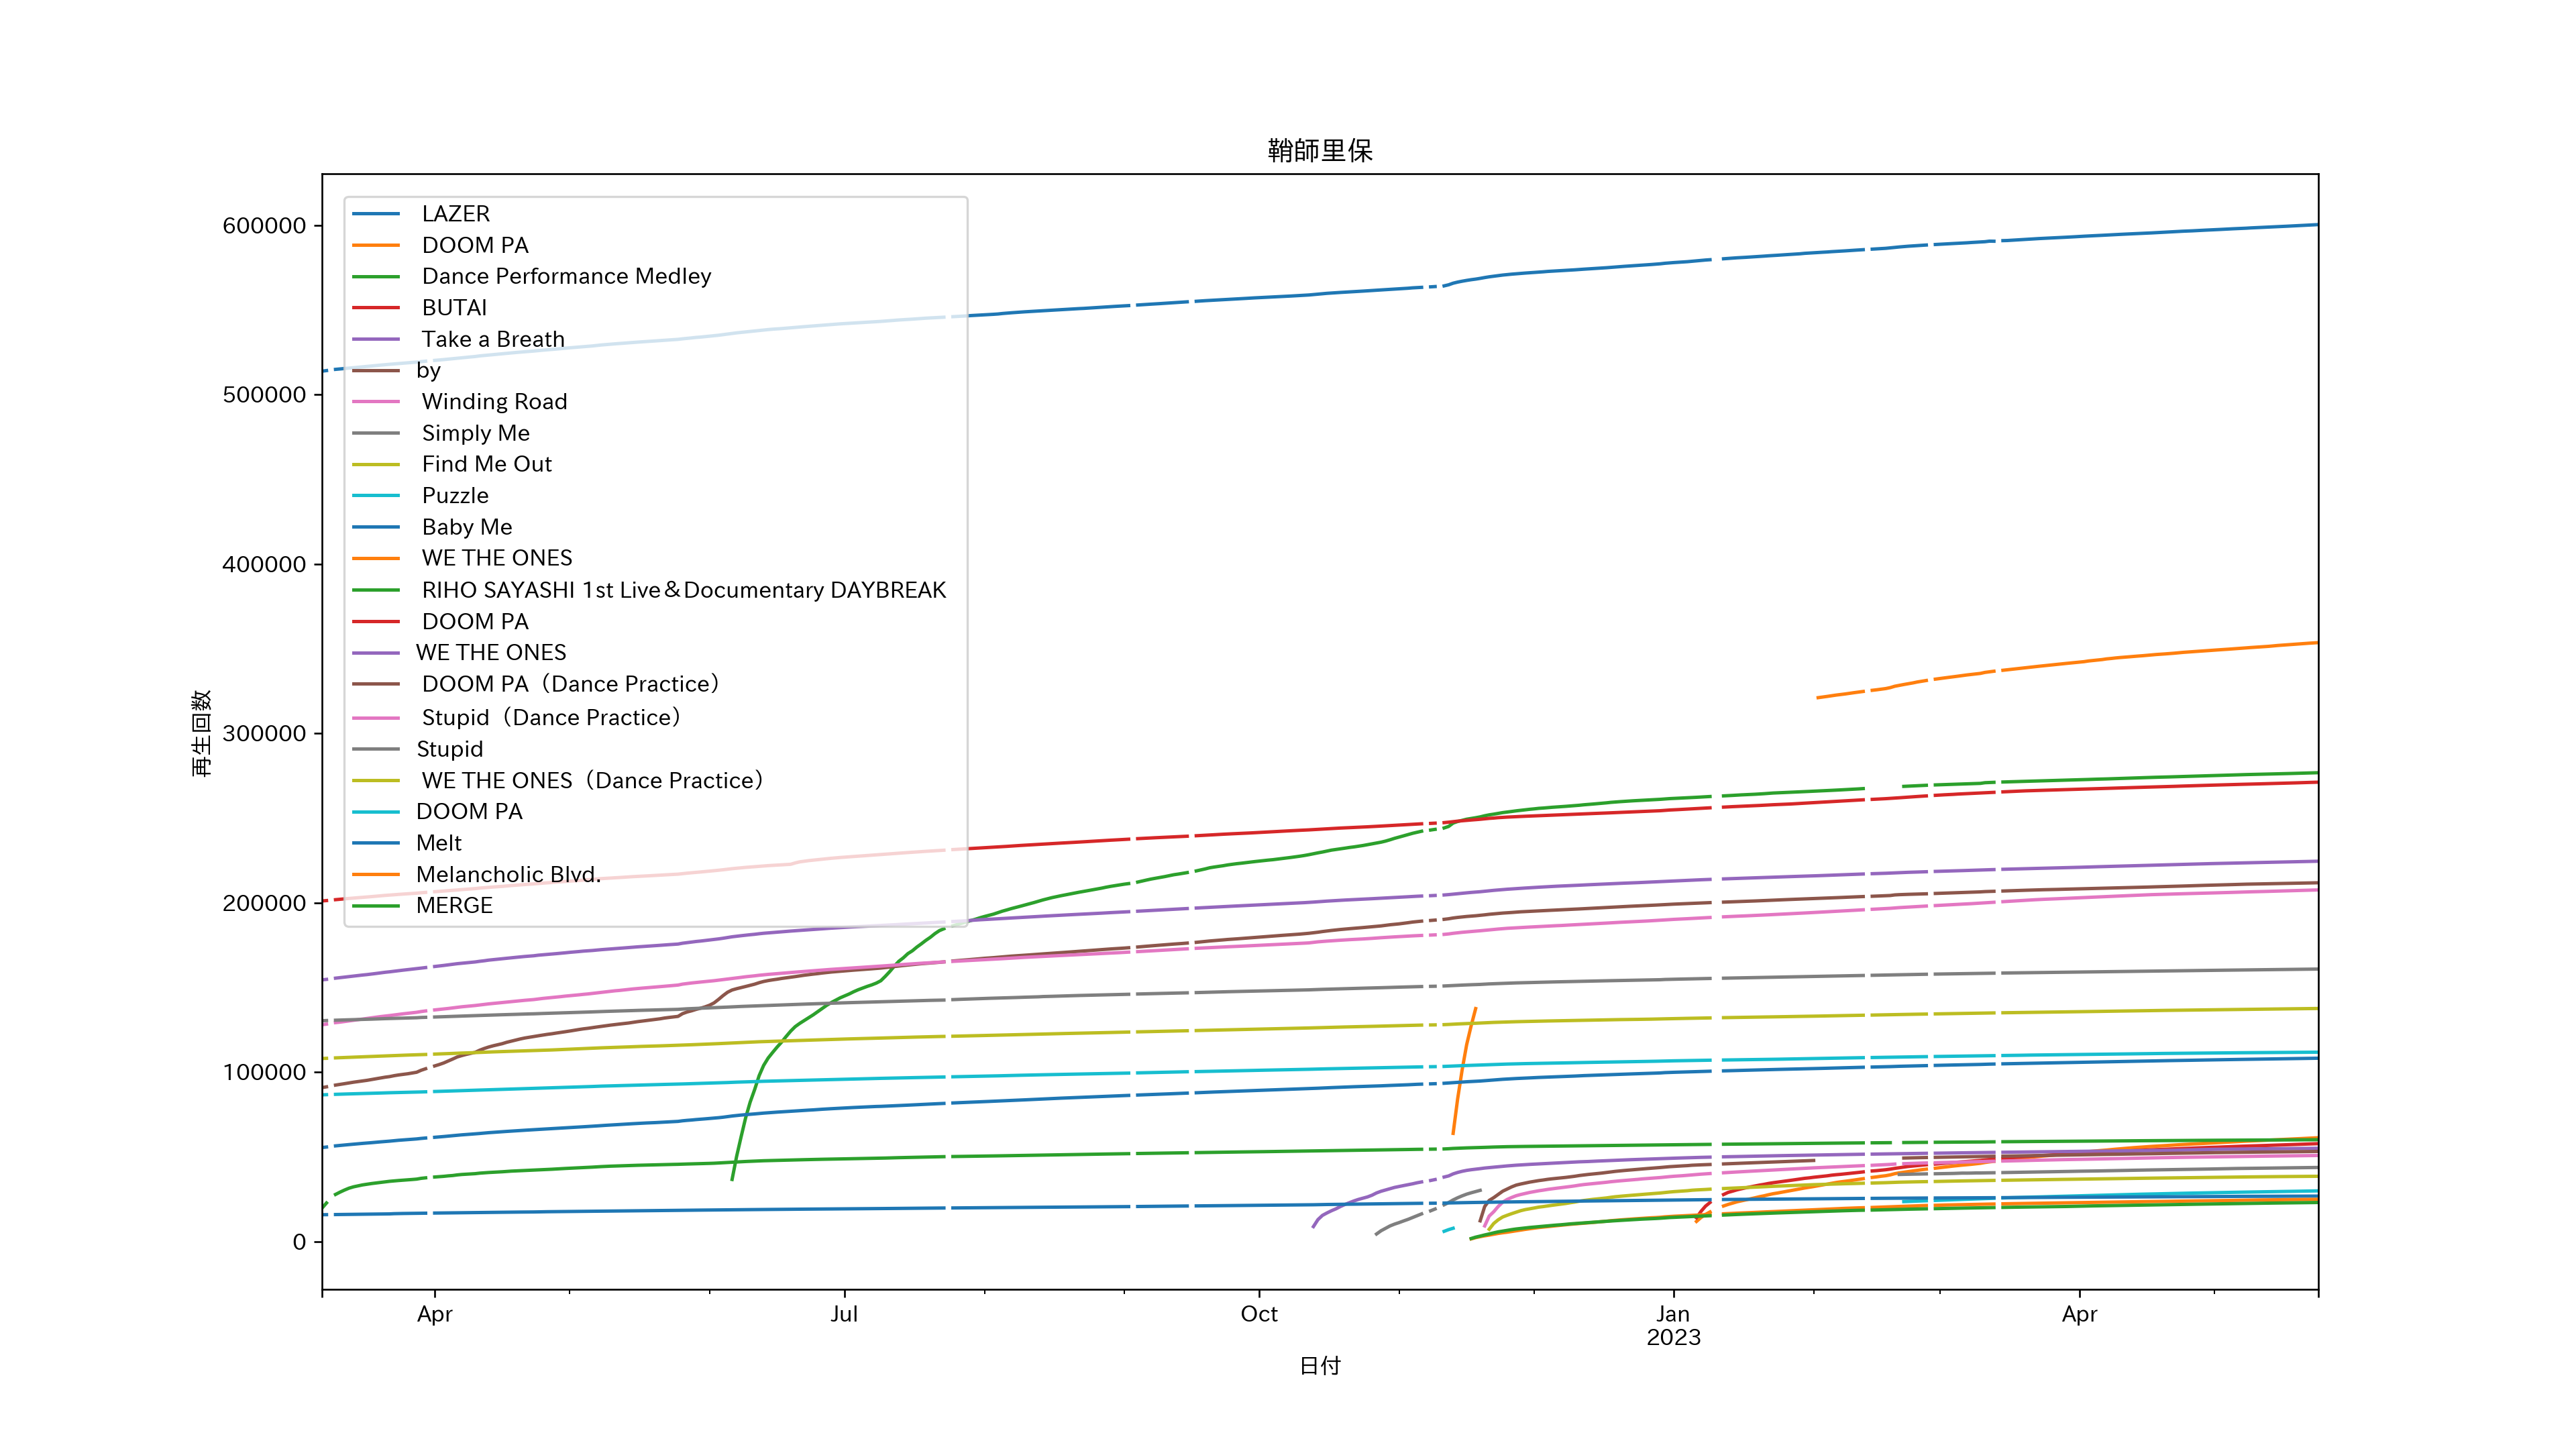 鞘師里保
600000
500000
400000
300000
200000
100000
0
再生回数
LAZER
DOOM PA
Dance Performance Medley
BUTAI
Take a Breath
by
Winding Road
Simply Me
Find Me Out
Puzzle
Baby Me
WE THE ONES
RIHO SAYASHI 1st Live＆Documentary DAYBREAK
DOOM PA
WE THE ONES
DOOM PA（Dance Practice）
Stupid（Dance Practice）
Stupid
WE THE ONES（Dance Practice）
DOOM PA
Melt
Melancholic Blvd.
MERGE
Apr Jul Oct Jan Apr
2023
日付